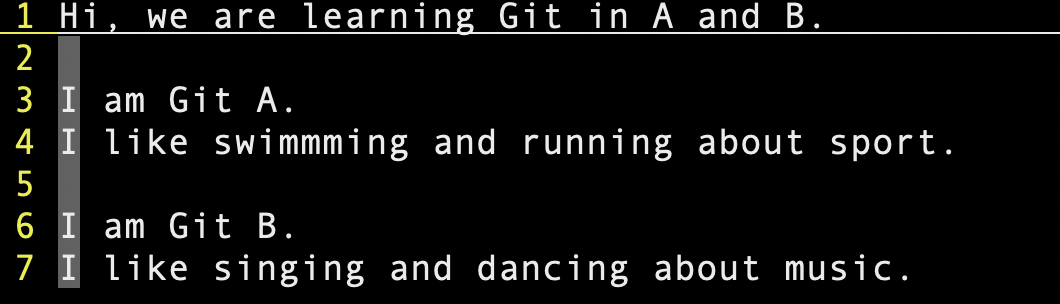 1 Hi, we are learning Git in A and B.
2
3 I am Git A.
4 I like swimmming and running about sport.
5
6 I am Git B.
7 I like singing and dancing about music.